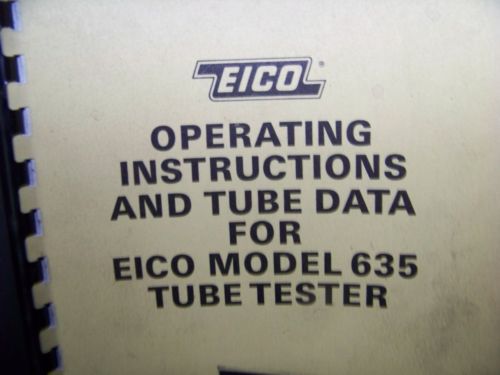 EICO®
OPERATING
INSTRUCTIONS
AND TUBE DATA
FOR
EICO MODEL 635
TUBE TESTER